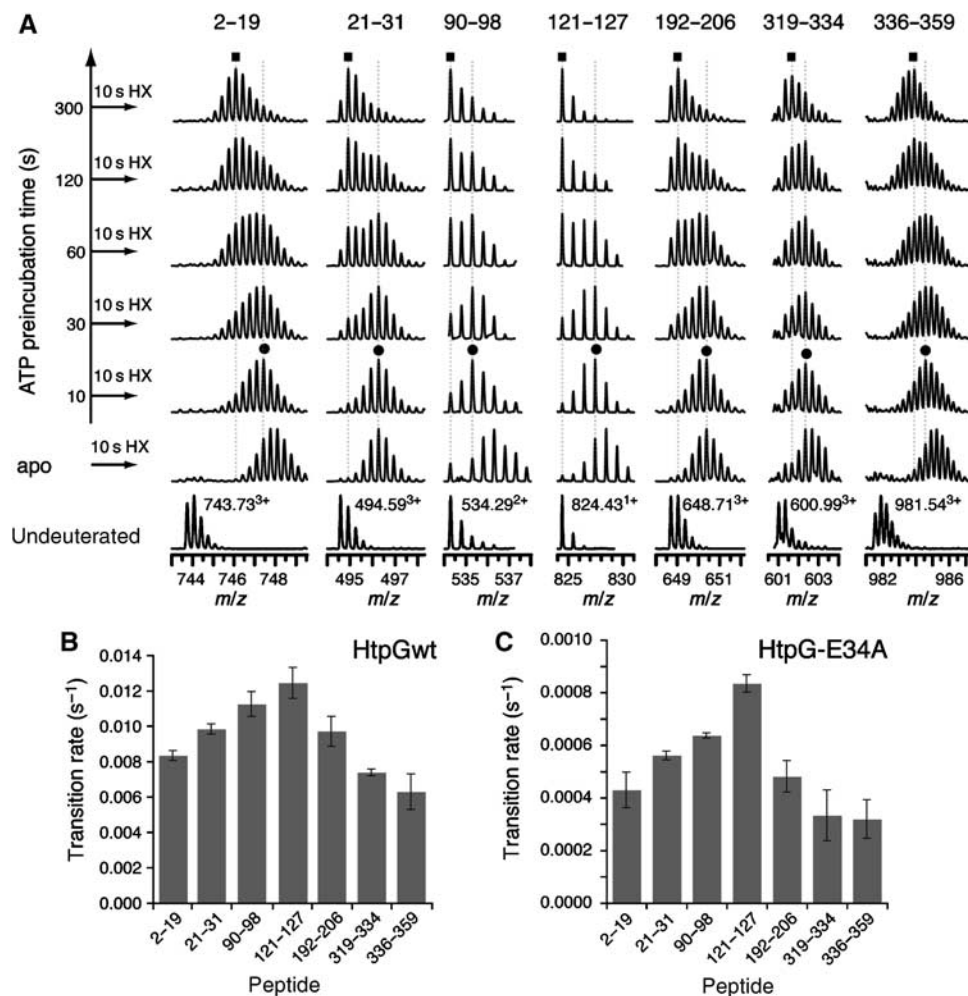 A
2–19 21–31 90–98 121–127 192–206 319–334 336–359
ATP preincubation time (s)
300 10 s HX
120 10 s HX
60 10 s HX
30 10 s HX
10 10 s HX
apo 10 s HX
Undeuterated 743.73³⁺ 494.59³⁺ 534.29²⁺ 824.43¹⁺ 648.71³⁺ 600.99³⁺ 981.54³⁺
744 746 748 495 497 535 537 825 830 649 651 601 603 982 986
m/z m/z m/z m/z m/z m/z m/z
B HtpGwt
Transition rate (s⁻¹)
0.014
0.012
0.010
0.008
0.006
0.004
0.002
0.000
2–19 21–31 90–98 121–127 192–206 319–334 336–359
Peptide
C HtpG-E34A
Transition rate (s⁻¹)
0.0010
0.0008
0.0006
0.0004
0.0002
0.0000
2–19 21–31 90–98 121–127 192–206 319–334 336–359
Peptide